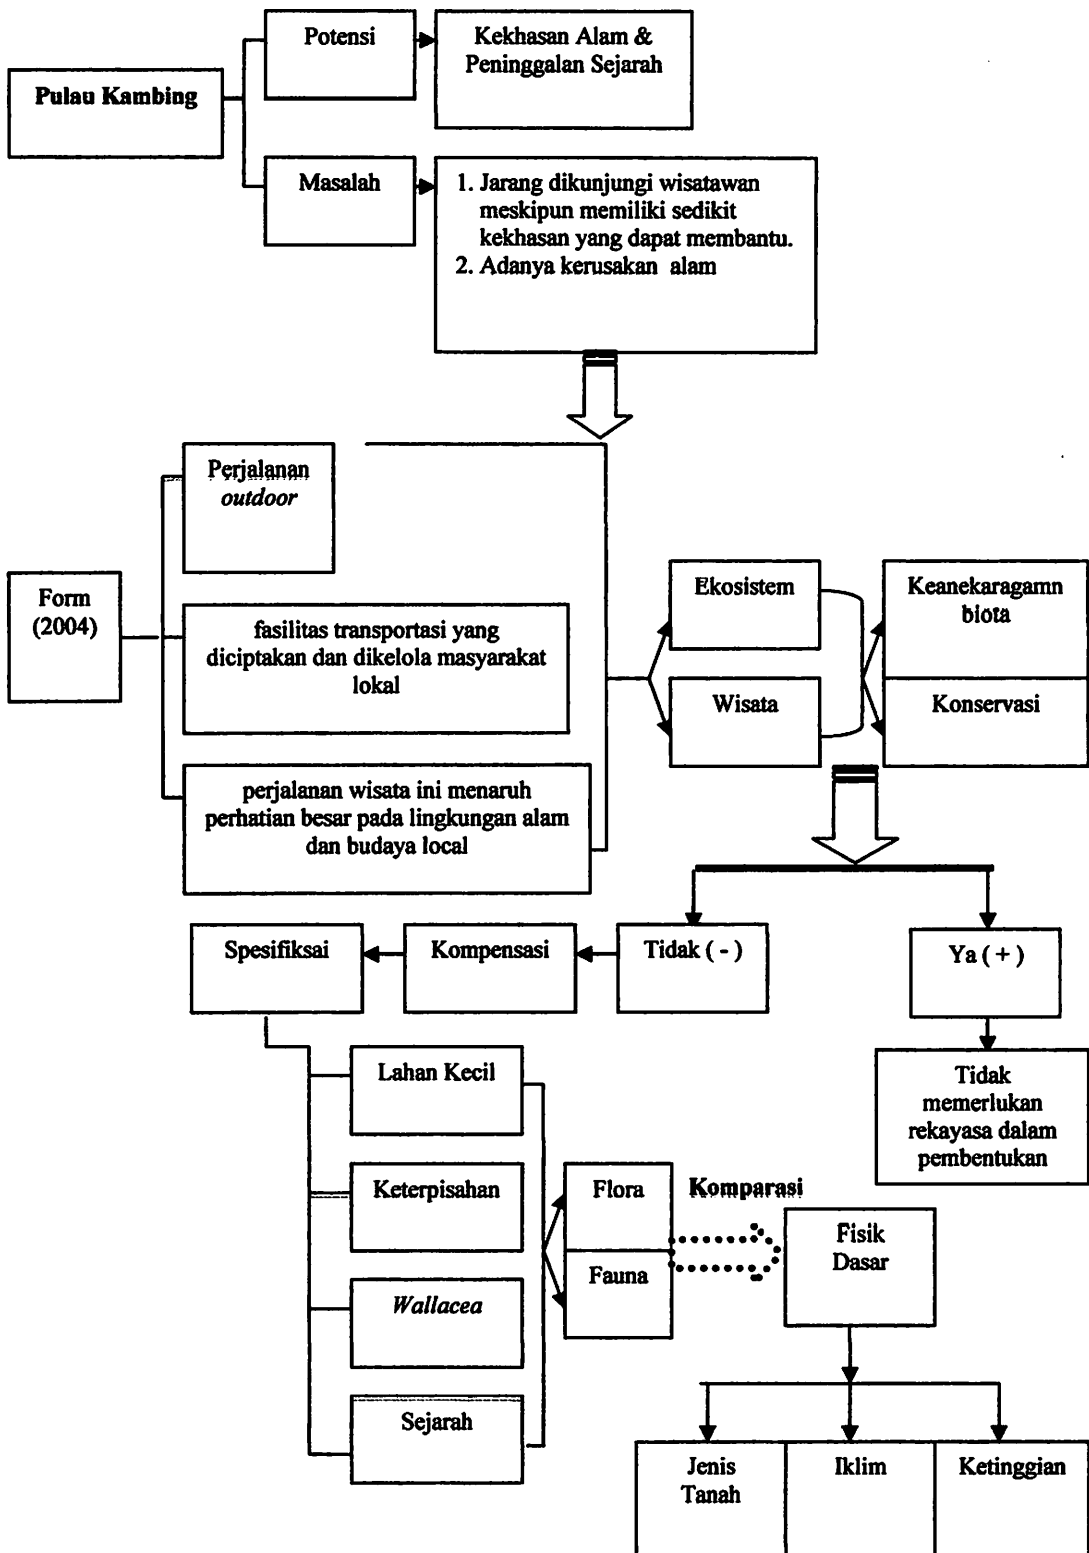 Pulau Kambing
Potensi
Kekhasan Alam &
Peninggalan Sejarah
Masalah
1. Jarang dikunjungi wisatawan
meskipun memiliki sedikit
kekhasan yang dapat membantu.
2. Adanya kerusakan alam
Form
(2004)
Perjalanan
outdoor
fasilitas transportasi yang
diciptakan dan dikelola masyarakat
lokal
perjalanan wisata ini menaruh
perhatian besar pada lingkungan alam
dan budaya local
Ekosistem
Wisata
Keanekaragamn
biota
Konservasi
Spesifiksai
Kompensasi
Tidak ( - )
Ya ( + )
Tidak
memerlukan
rekayasa dalam
pembentukan
Lahan Kecil
Keterpisahan
Wallacea
Sejarah
Flora
Fauna
Komparasi
Fisik
Dasar
Jenis
Tanah
Iklim
Ketinggian